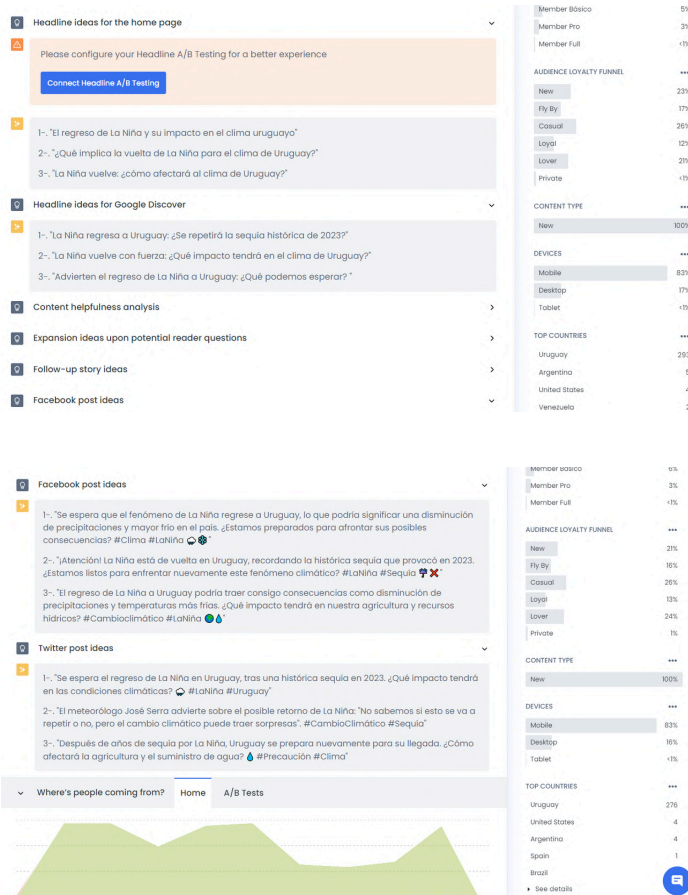 Headline ideas for the home page
Please configure your Headline A/B Testing for a better experience
Connect Headline A/B Testing
1-. "El regreso de La Niña y su impacto en el clima uruguayo"
2-. "¿Qué implica la vuelta de La Niña para el clima de Uruguay?"
3-. "La Niña vuelve: ¿cómo afectará al clima de Uruguay?"
Headline ideas for Google Discover
1-. "La Niña regresa a Uruguay: ¿Se repetirá la sequía histórica de 2023?"
2-. "La Niña vuelve con fuerza: ¿Qué impacto tendrá en el clima de Uruguay?"
3-. "Advierten el regreso de La Niña a Uruguay: ¿Qué podemos esperar? "
Content helpfulness analysis
Expansion ideas upon potential reader questions
Follow-up story ideas
Facebook post ideas
Member Básico 5%
Member Pro 3%
Member Full <1%
AUDIENCE LOYALTY FUNNEL
New 23%
Fly By 17%
Casual 26%
Loyal 12%
Lover 21%
Private <1%
CONTENT TYPE
New 100%
DEVICES
Mobile 83%
Desktop 17%
Tablet <1%
TOP COUNTRIES
Uruguay 293
Argentina 5
United States 4
Venezuela 2
Facebook post ideas
1-. "Se espera que el fenómeno de La Niña regrese a Uruguay, lo que podría significar una disminución
de precipitaciones y mayor frío en el país. ¿Estamos preparados para afrontar sus posibles
consecuencias? #Clima #LaNiña 🌧️❄️"
2-. "¡Atención! La Niña está de vuelta en Uruguay, recordando la histórica sequía que provocó en 2023.
¿Estamos listos para enfrentar nuevamente este fenómeno climático? #LaNiña #Sequía 🚱❌"
3-. "El regreso de La Niña a Uruguay podría traer consigo consecuencias como disminución de
precipitaciones y temperaturas más frías. ¿Qué impacto tendrá en nuestra agricultura y recursos
hídricos? #Cambioclimático #LaNiña 🌍💧"
Twitter post ideas
1-. "Se espera el regreso de La Niña en Uruguay, tras una histórica sequía en 2023. ¿Qué impacto tendrá
en las condiciones climáticas? 🌧️ #LaNiña #Uruguay"
2-. "El meteorólogo José Serra advierte sobre el posible retorno de La Niña: "No sabemos si esto se va a
repetir o no, pero el cambio climático puede traer sorpresas". #CambioClimático #Sequía"
3-. "Después de años de sequía por La Niña, Uruguay se prepara nuevamente para su llegada. ¿Cómo
afectará la agricultura y el suministro de agua? 💧 #Precaución #Clima"
Where's people coming from? Home A/B Tests
Member Básico 6%
Member Pro 3%
Member Full <1%
AUDIENCE LOYALTY FUNNEL
New 21%
Fly By 16%
Casual 26%
Loyal 13%
Lover 24%
Private 1%
CONTENT TYPE
New 100%
DEVICES
Mobile 83%
Desktop 16%
Tablet <1%
TOP COUNTRIES
Uruguay 276
United States 4
Argentina 4
Spain 1
Brazil
See details